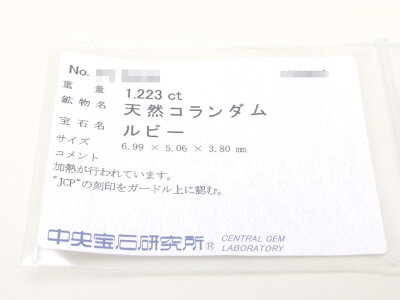 No.
重 量 1.223 ct
鉱物名 天然コランダム
宝石名 ルビー
サイズ 6.99 × 5.06 × 3.80 mm
コメント
加熱が行われています。
"JCP"の刻印をガードル上に認む。
中央宝石研究所® CENTRAL GEM
LABORATORY